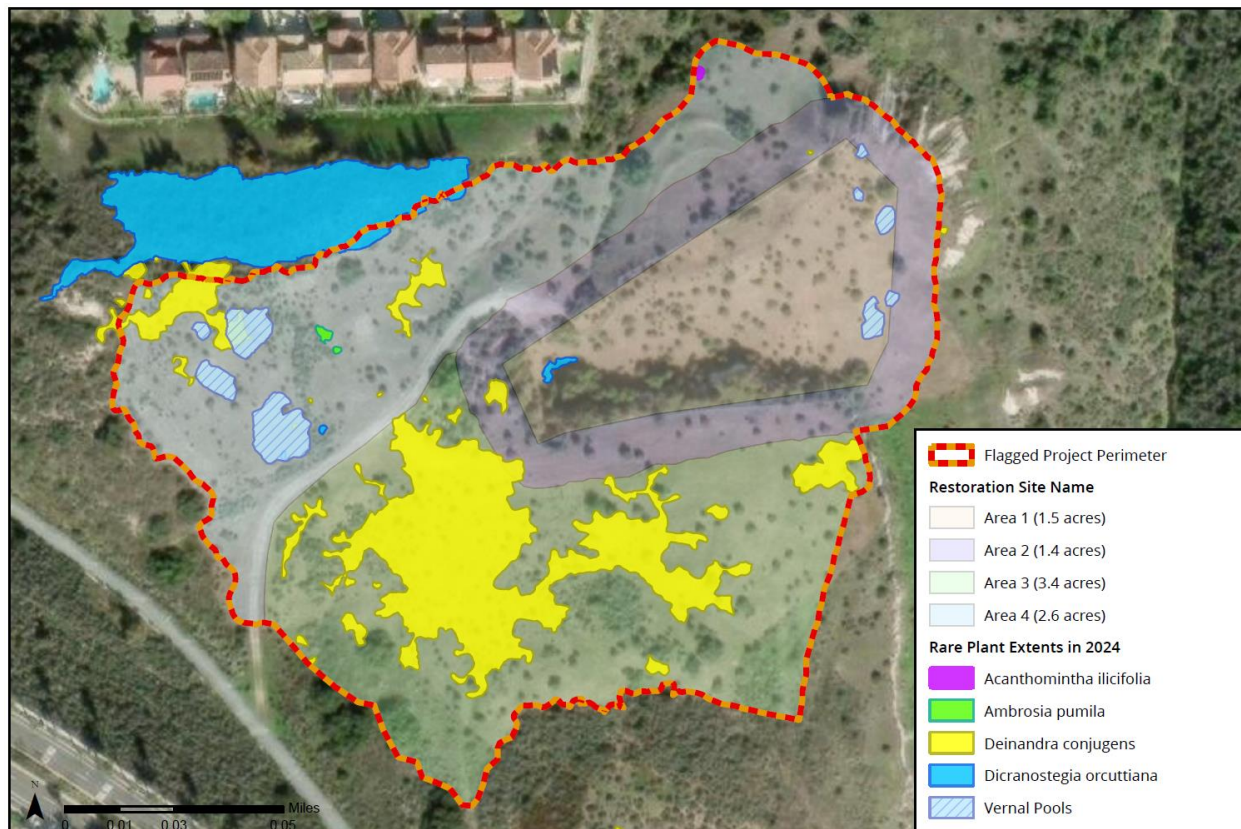 Flagged Project Perimeter
Restoration Site Name
Area 1 (1.5 acres)
Area 2 (1.4 acres)
Area 3 (3.4 acres)
Area 4 (2.6 acres)
Rare Plant Extents in 2024
Acanthomintha ilicifolia
Ambrosia pumila
Deinandra conjugens
Dicranostegia orcuttiana
Vernal Pools
N
Miles
0 0.01 0.03 0.05